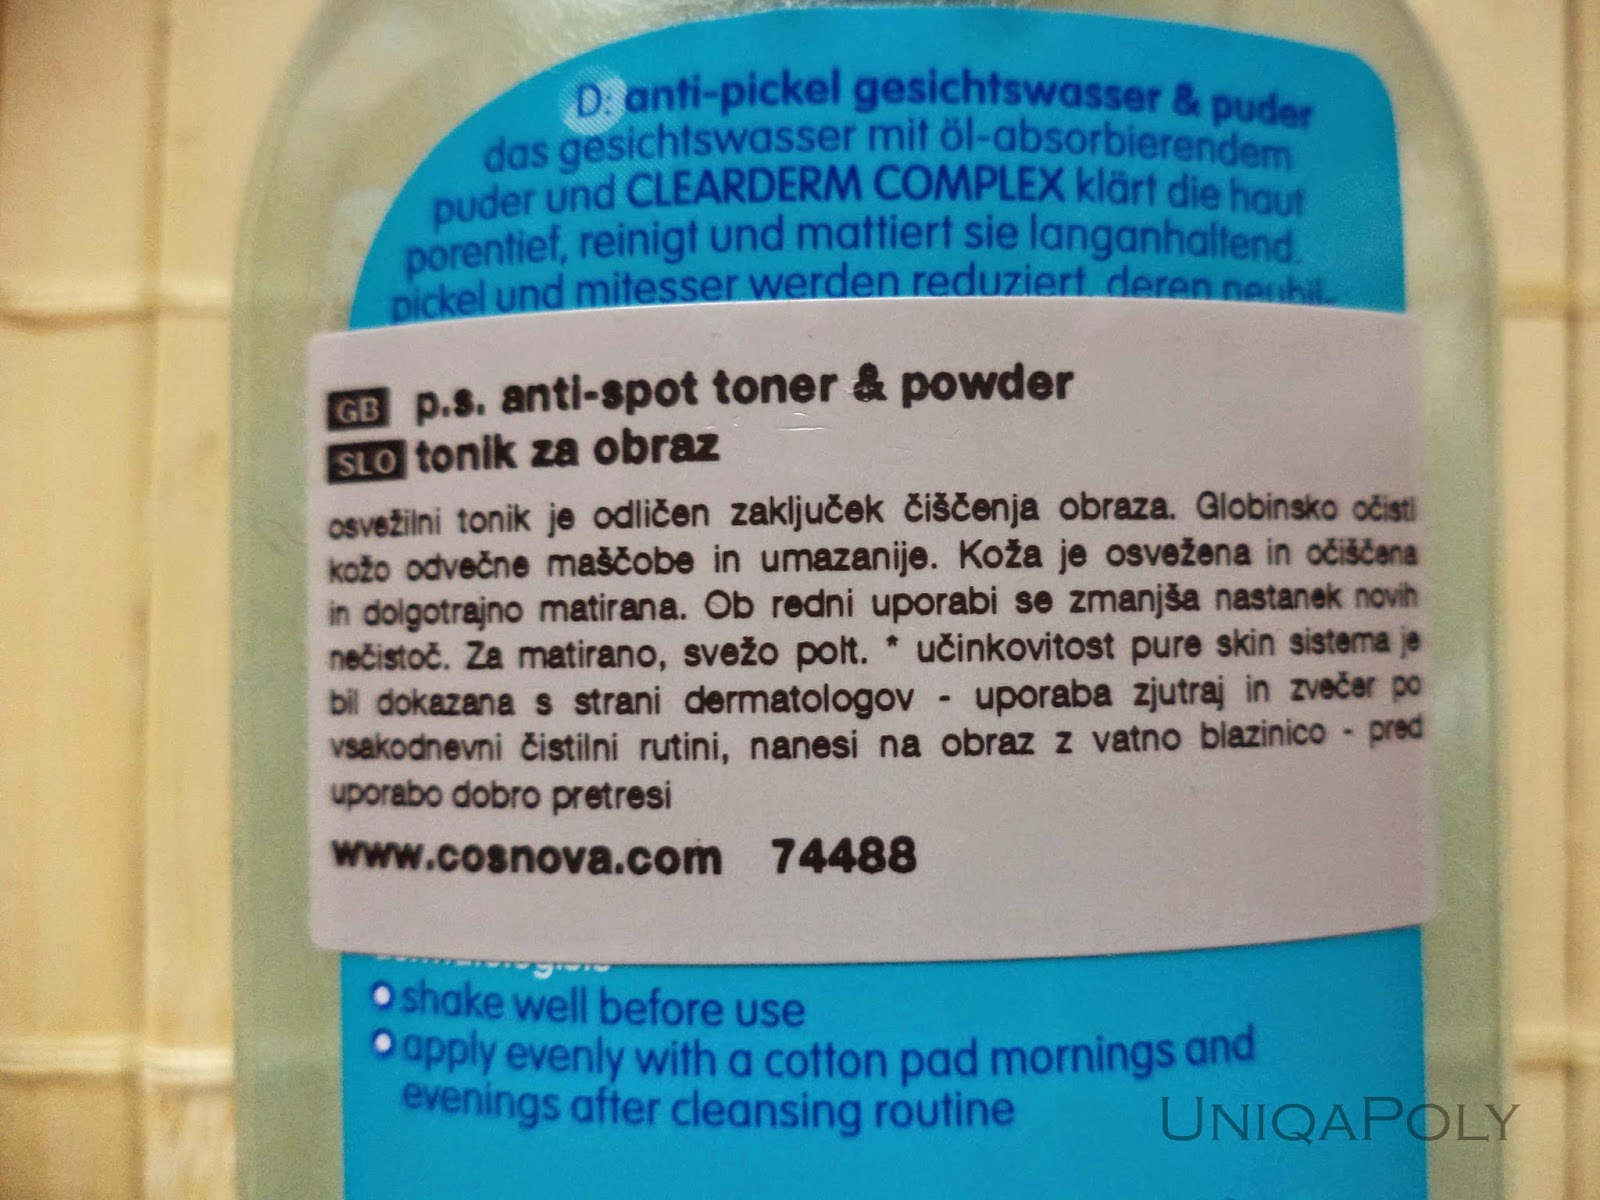 D: anti-pickel gesichtswasser & puder
das gesichtswasser mit öl-absorbierendem
puder und CLEARDERM COMPLEX klärt die haut
porentief, reinigt und mattiert sie langanhaltend.
pickel und mitesser werden reduziert, deren neubil-
GB p.s. anti-spot toner & powder
SLO tonik za obraz
osvežilni tonik je odličen zaključek čiščenja obraza. Globinsko očisti
kožo odvečne maščobe in umazanije. Koža je osvežena in očiščena
in dolgotrajno matirana. Ob redni uporabi se zmanjša nastanek novih
nečistoč. Za matirano, svežo polt. * učinkovitost pure skin sistema je
bil dokazana s strani dermatologov - uporaba zjutraj in zvečer po
vsakodnevni čistilni rutini, nanesi na obraz z vatno blazinico - pred
uporabo dobro pretresi
www.cosnova.com 74488
shake well before use
apply evenly with a cotton pad mornings and
evenings after cleansing routine
UNIQAPOLY